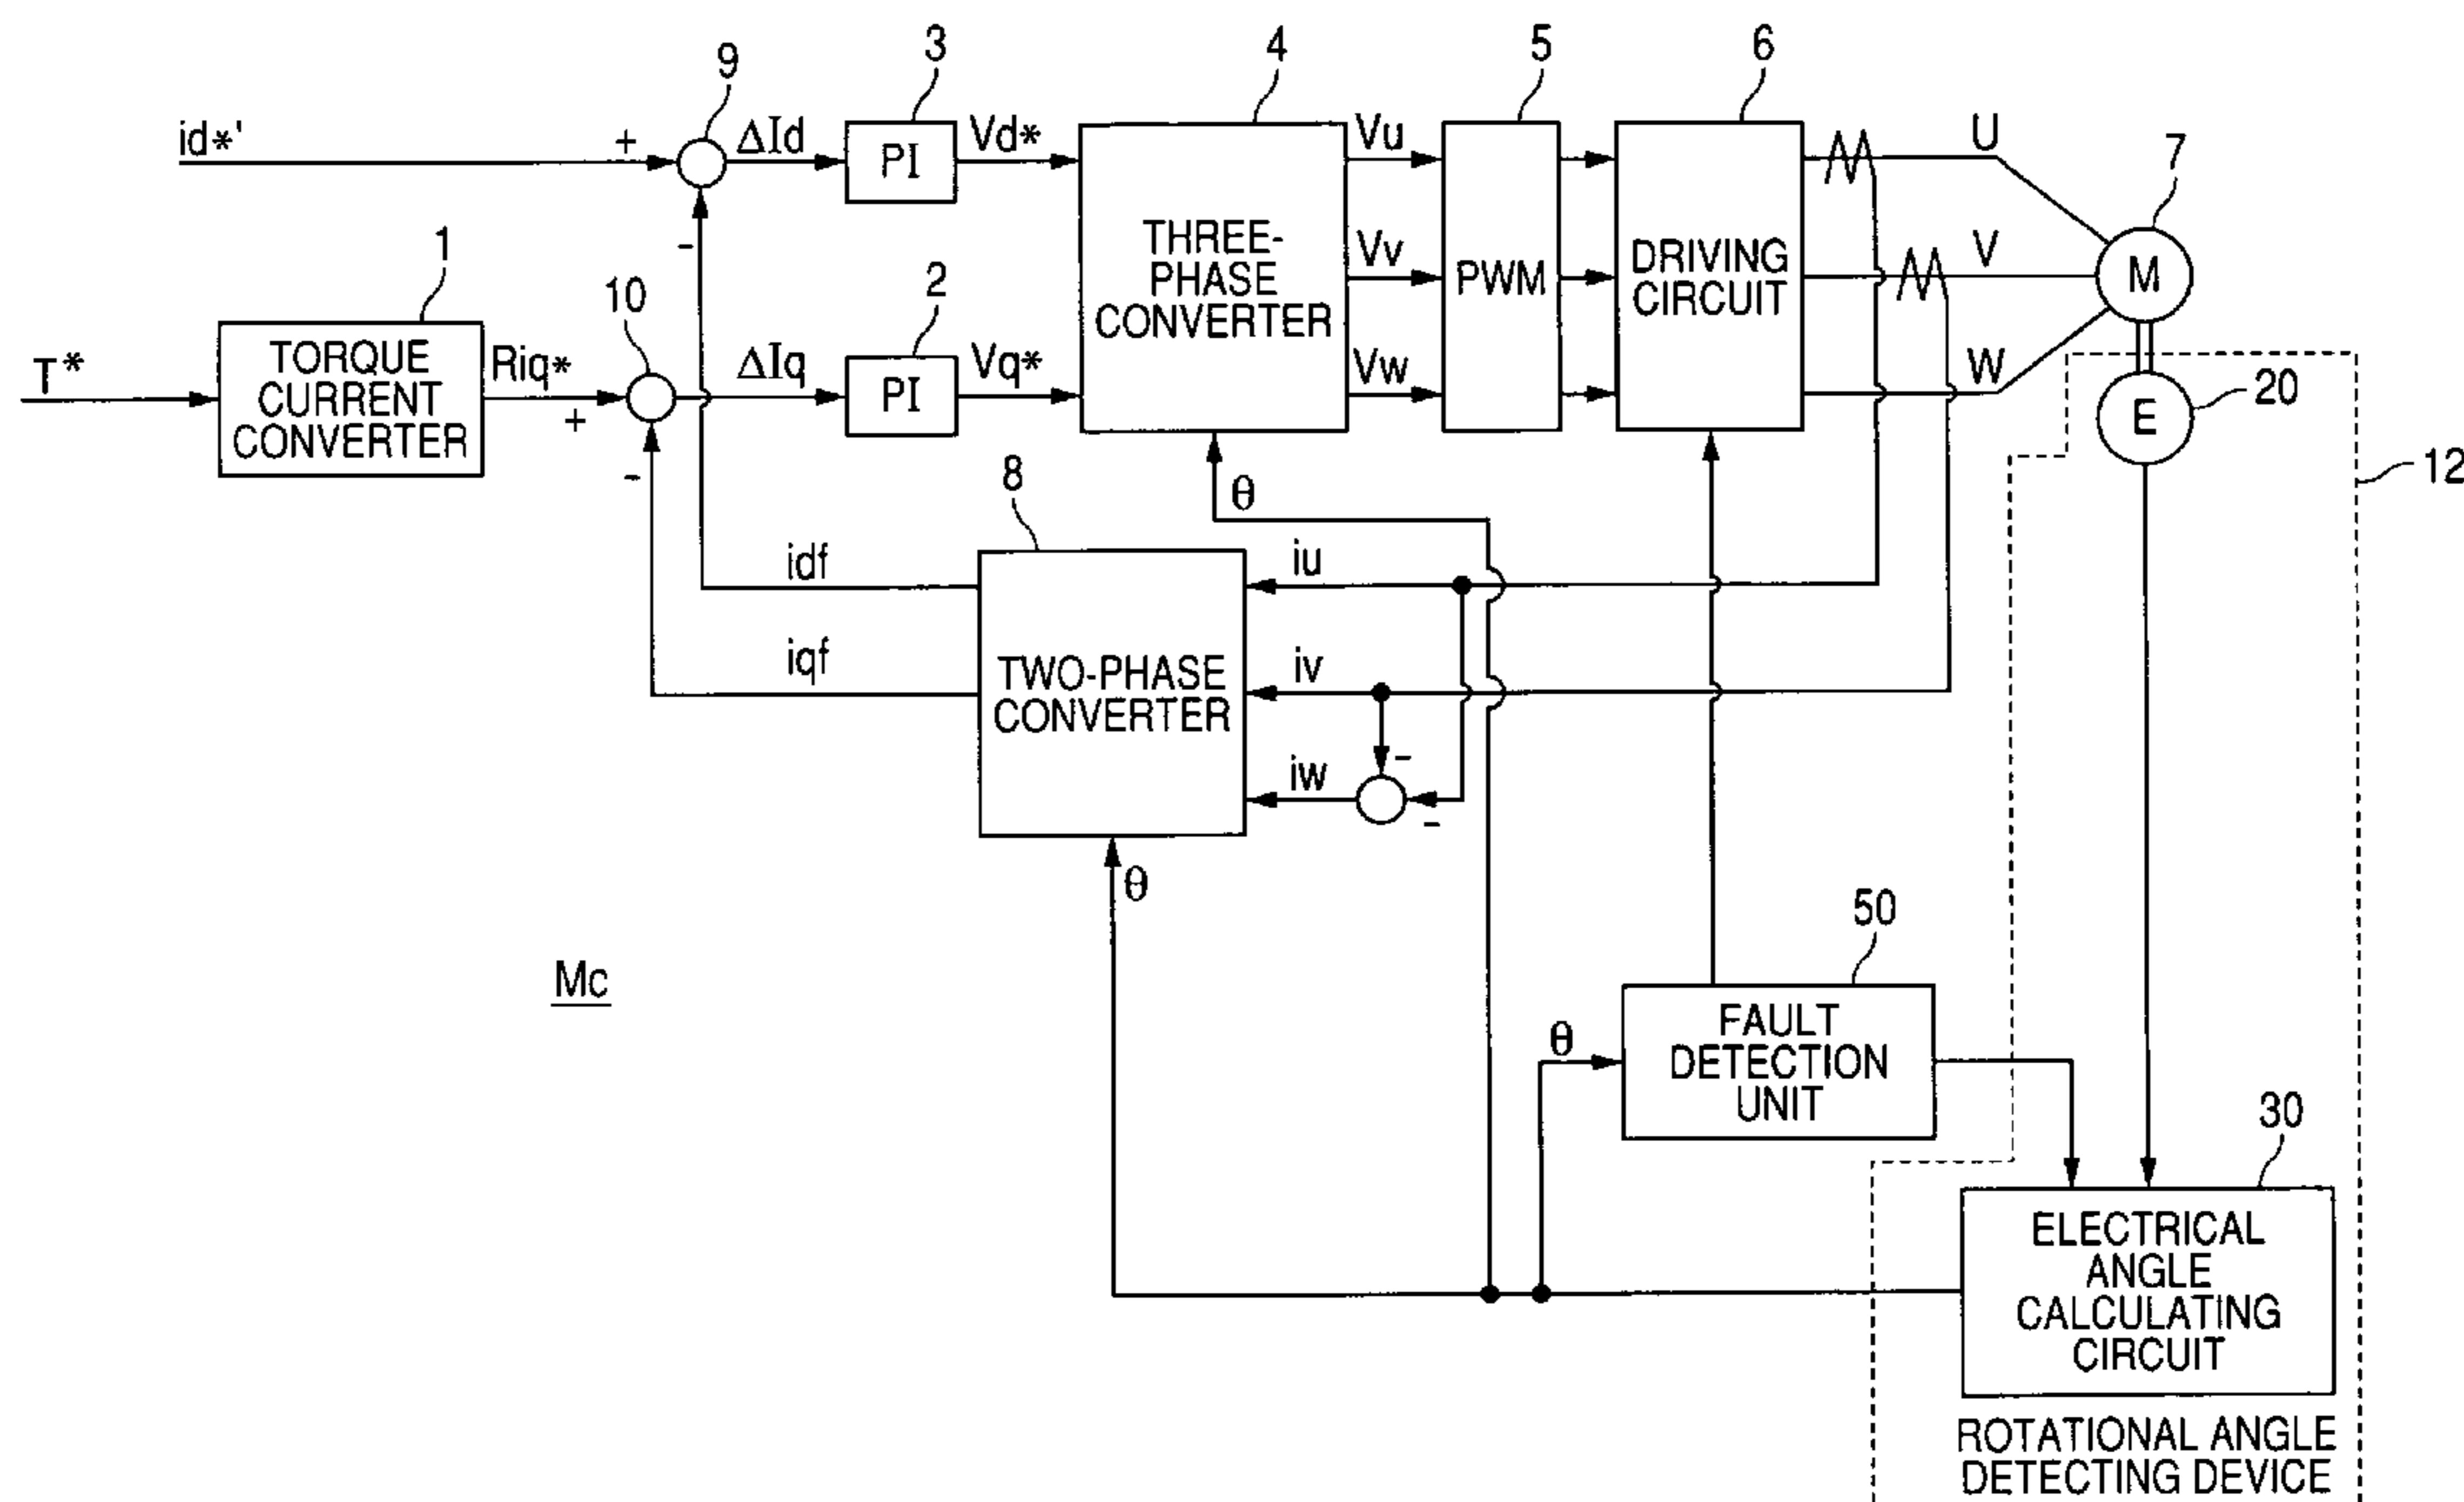 9
3
4
5
6
id*'
+
ΔId
PI
Vd*
Vu
U
7
1
-
10
2
THREE-
PHASE
CONVERTER
Vv
PWM
DRIVING
CIRCUIT
V
M
T*
TORQUE
CURRENT
CONVERTER
Riq*
+
ΔIq
PI
Vq*
Vw
W
E
20
-
8
θ
12
idf
iu
iqf
TWO-PHASE
CONVERTER
iv
-
iw
-
θ
50
Mc
θ
FAULT
DETECTION
UNIT
30
ELECTRICAL
ANGLE
CALCULATING
CIRCUIT
ROTATIONAL ANGLE
DETECTING DEVICE